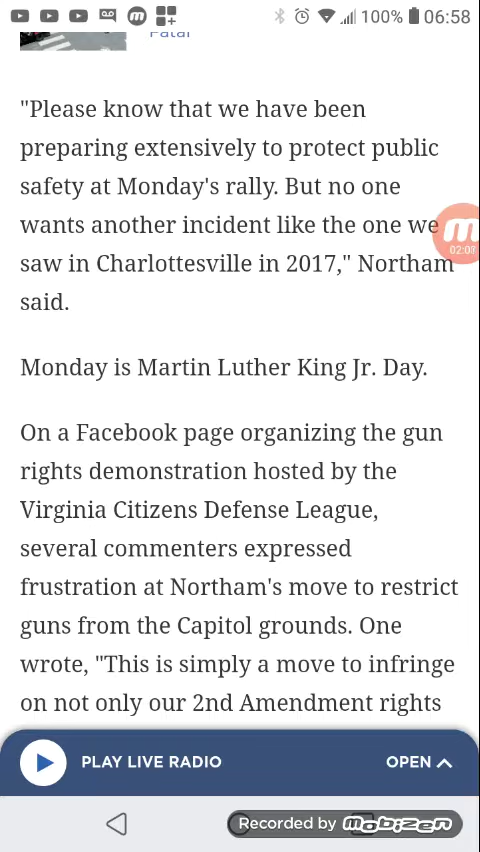 100% 06:58
Fatal
"Please know that we have been
preparing extensively to protect public
safety at Monday's rally. But no one
wants another incident like the one we
saw in Charlottesville in 2017," Northam
said.
02:03
Monday is Martin Luther King Jr. Day.
On a Facebook page organizing the gun
rights demonstration hosted by the
Virginia Citizens Defense League,
several commenters expressed
frustration at Northam's move to restrict
guns from the Capitol grounds. One
wrote, "This is simply a move to infringe
on not only our 2nd Amendment rights
PLAY LIVE RADIO OPEN
Recorded by mobizen